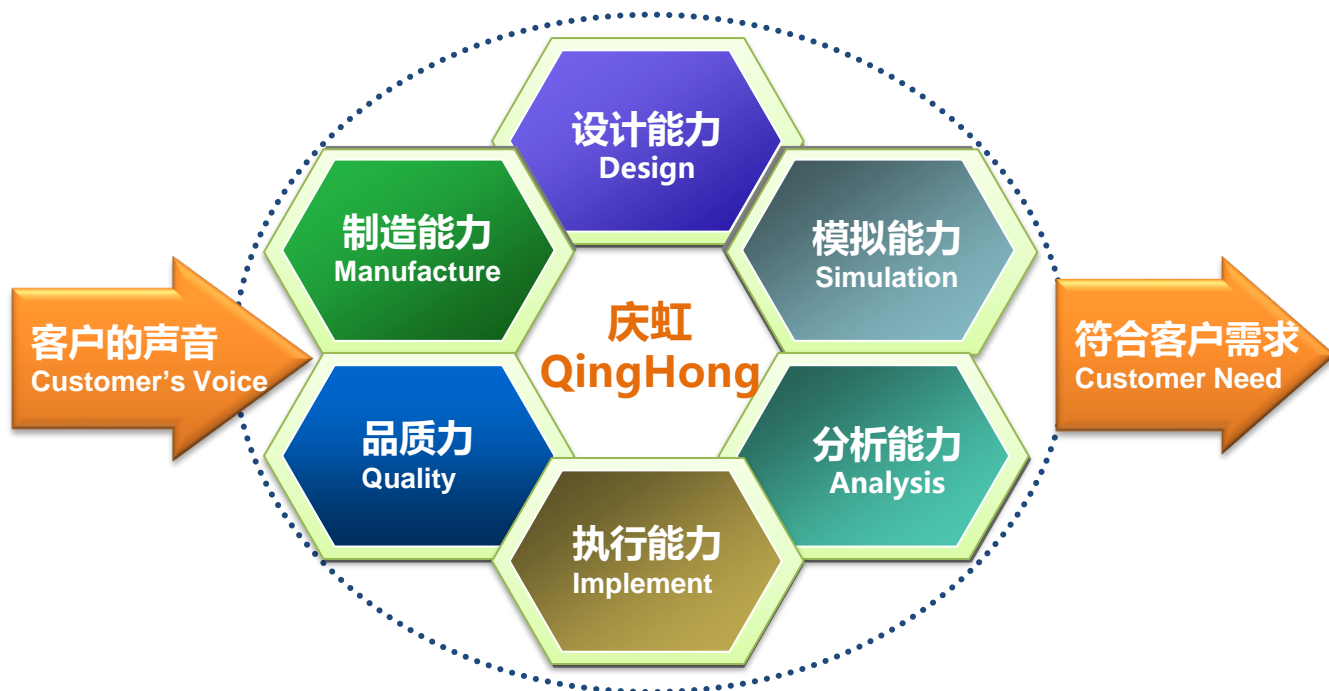 设计能力
Design
制造能力
Manufacture
模拟能力
Simulation
客户的声音
Customer's Voice
庆虹
QingHong
符合客户需求
Customer Need
品质力
Quality
分析能力
Analysis
执行能力
Implement